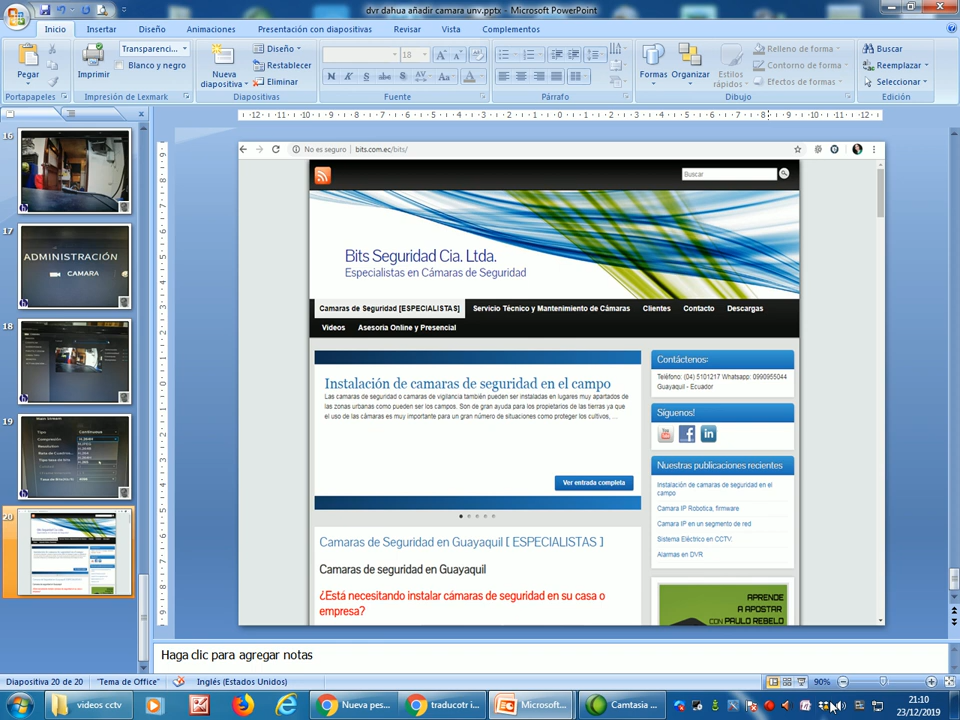 dvr dahua añadir camara unv.pptx - Microsoft PowerPoint
Inicio
Insertar
Diseño
Animaciones
Presentación con diapositivas
Revisar
Vista
Complementos
Pegar
Portapapeles
Imprimir
Transparenci...
Blanco y negro
Impresión de Lexmark
Nueva
diapositiva
Diseño
Restablecer
Eliminar
Diapositivas
18
Fuente
Párrafo
Formas
Organizar
Estilos
rápidos
Relleno de forma
Contorno de forma
Efectos de formas
Dibujo
Buscar
Reemplazar
Seleccionar
Edición
16
17
ADMINISTRACIÓN
CAMARA
18
19
20
No es seguro
bits.com.ec/bits/
Buscar
Bits Seguridad Cia. Ltda.
Especialistas en Cámaras de Seguridad
Camaras de Seguridad [ESPECIALISTAS]
Servicio Técnico y Mantenimiento de Cámaras
Clientes
Contacto
Descargas
Videos
Asesoria Online y Presencial
Instalación de camaras de seguridad en el campo
Las camaras de seguridad o camaras de vigilancia también pueden ser instaladas en lugares muy apartados de
las zonas urbanas como pueden ser los campos. Son de gran ayuda para los propietarios de las tierras ya que
el uso de las cámaras es muy importante para un gran número de situaciones como proteger los cultivos, ...
Ver entrada completa
Contáctenos:
Teléfono: (04) 5101217 Whatsapp: 0990955044
Guayaquil - Ecuador
Síguenos!
Nuestras publicaciones recientes
Instalación de camaras de seguridad en el
campo
Camara IP Robotica, firmware
Camara IP en un segmento de red
Sistema Eléctrico en CCTV.
Alarmas en DVR
Camaras de Seguridad en Guayaquil [ ESPECIALISTAS ]
Camaras de seguridad en Guayaquil
¿Está necesitando instalar cámaras de seguridad en su casa o
empresa?
APRENDE
A APOSTAR
CON PAULO REBELO
Haga clic para agregar notas
Diapositiva 20 de 20
"Tema de Office"
Inglés (Estados Unidos)
90%
videos cctv
Nueva pes...
traducotr i...
Microsoft...
Camtasia ...
21:10
23/12/2019